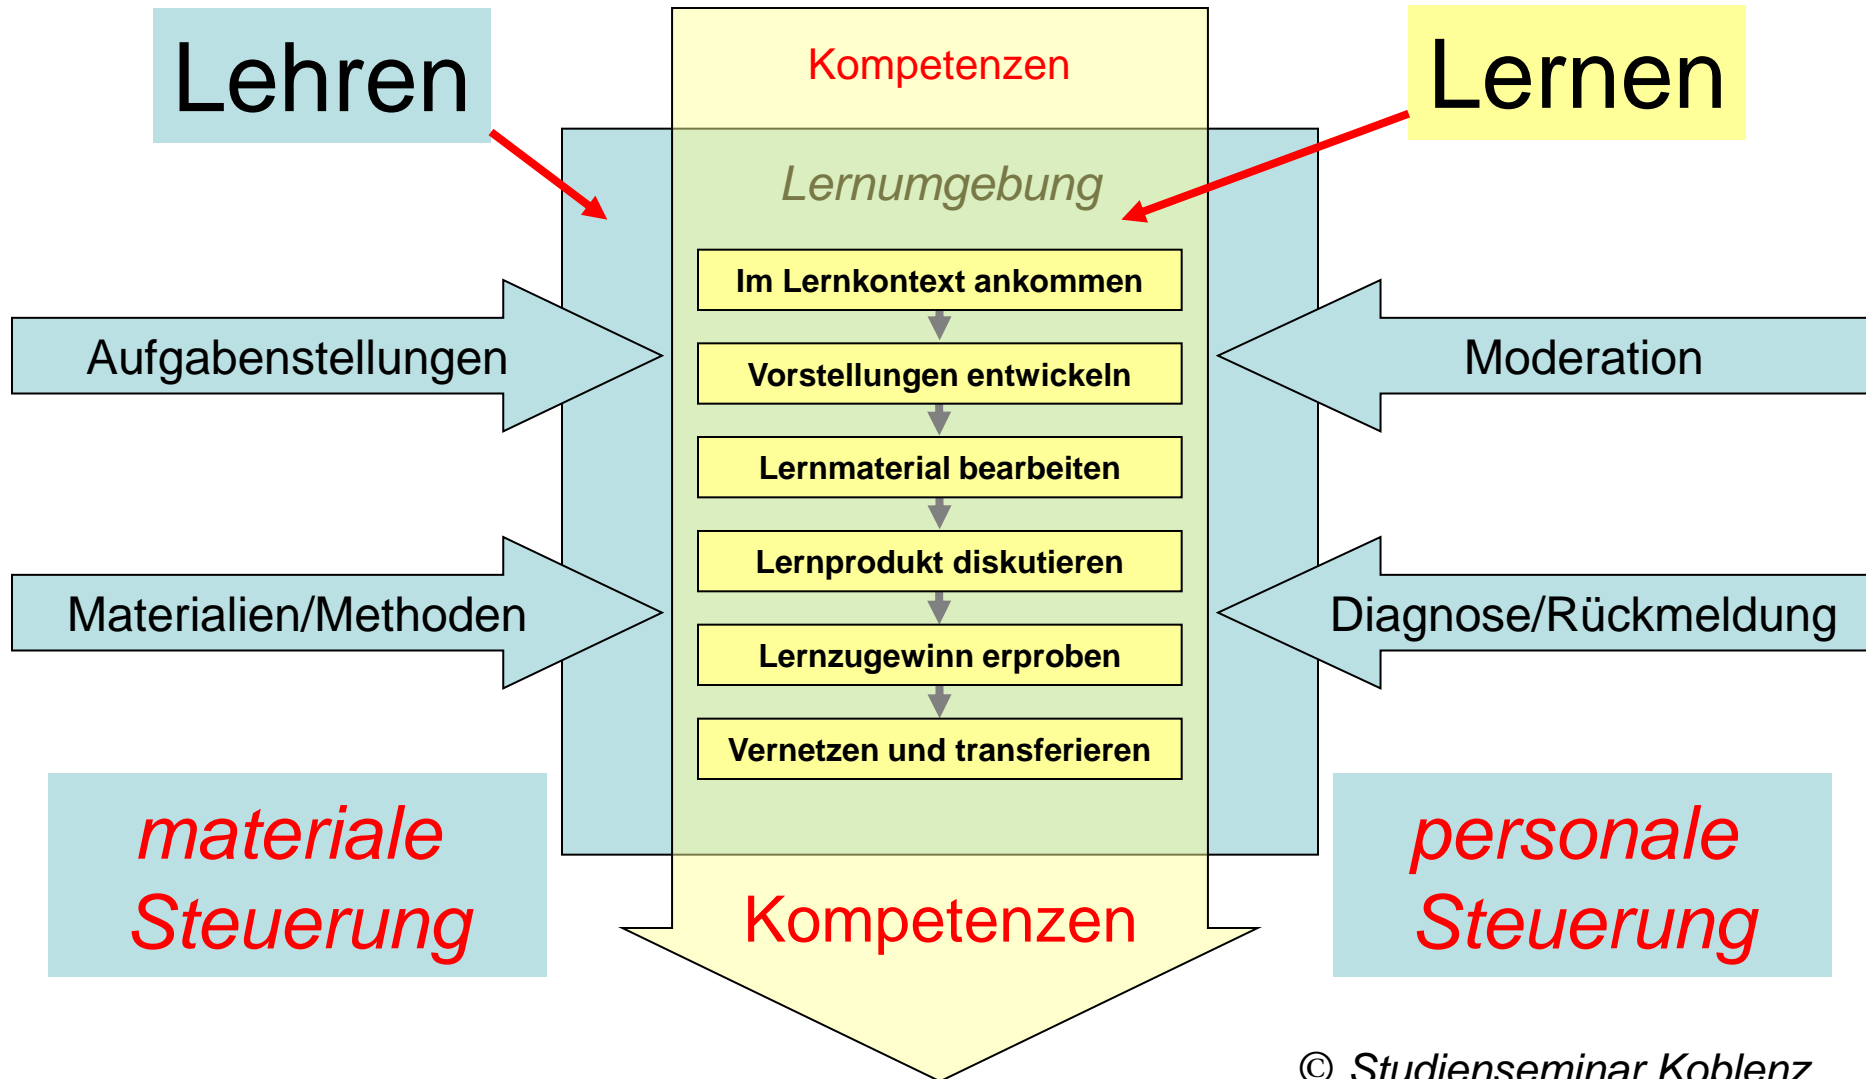 Lehren
Kompetenzen
Lernen
Lernumgebung
Im Lernkontext ankommen
Aufgabenstellungen
Vorstellungen entwickeln
Moderation
Lernmaterial bearbeiten
Lernprodukt diskutieren
Materialien/Methoden
Diagnose/Rückmeldung
Lernzugewinn erproben
Vernetzen und transferieren
materiale
Steuerung
Kompetenzen
personale
Steuerung
© Studienseminar Koblenz